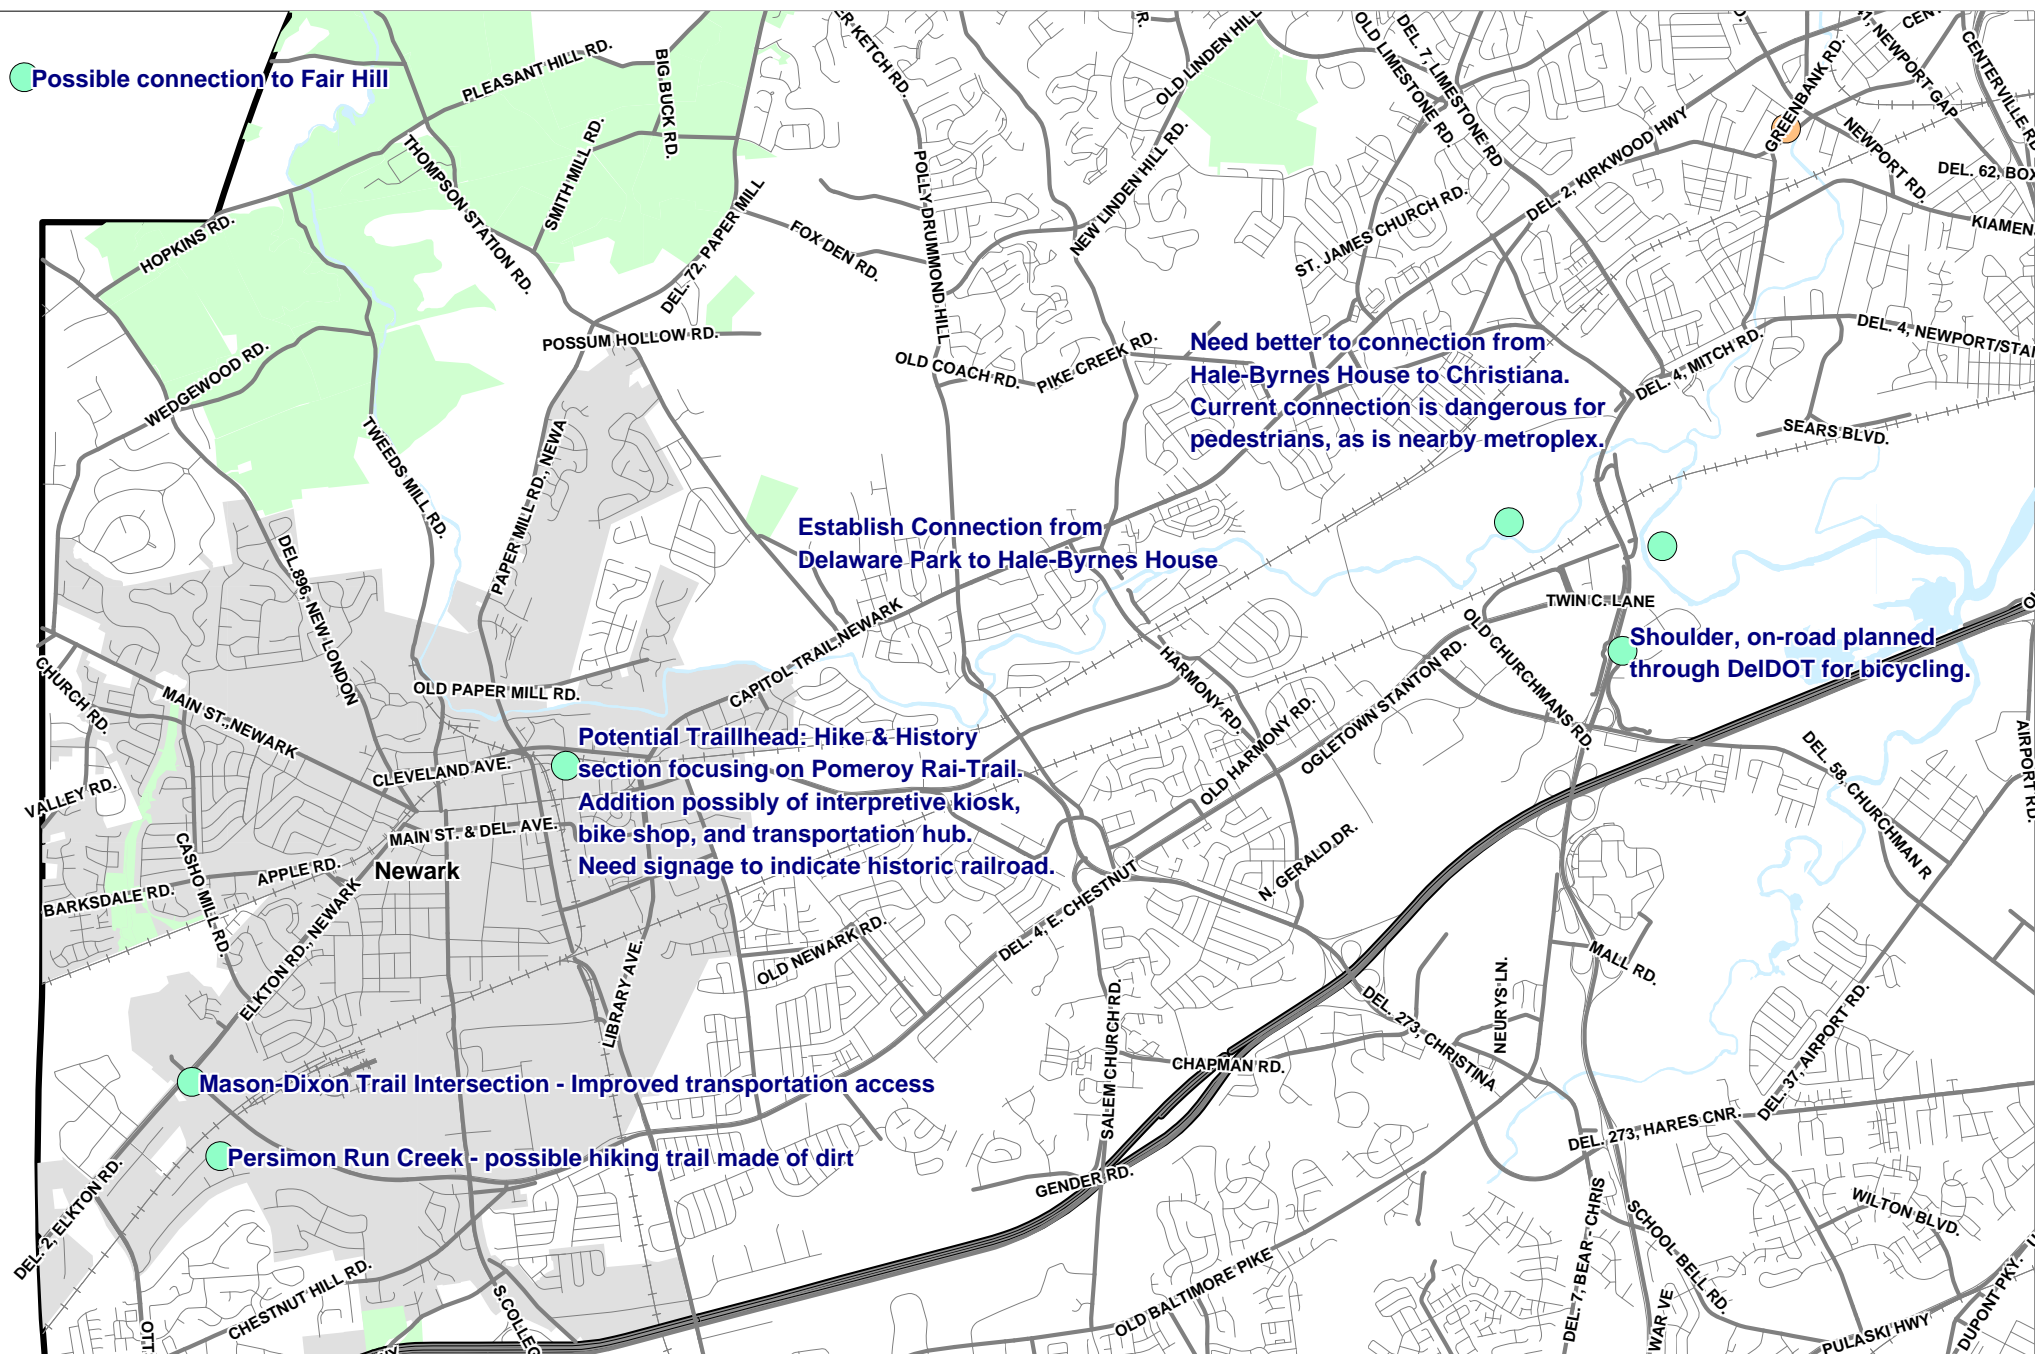 Possible connection to Fair Hill
PLEASANT HILL RD.
BIG BUCK RD.
THOMPSON STATION RD.
SMITH MILL RD.
HOPKINS RD.
DEL. 72, PAPER MILL
FOX DEN RD.
POLLY DRUMMOND HILL
OLD LINDEN HILL
NEW LINDEN HILL RD.
OLD LIMESTONE RD.
DEL. 7, LIMESTONE RD
GREENBANK RD.
NEWPORT GAP
CENTERVILLE RD
NEWPORT RD.
DEL. 62, BOX
KIAMEN
DEL. 2, KIRKWOOD HWY
ST. JAMES CHURCH RD.
POSSUM HOLLOW RD.
OLD COACH RD.
PIKE CREEK RD.
WEDGEWOOD RD.
TWEEDS MILL RD.
PAPER MILL RD., NEWA
Need better to connection from
Hale-Byrnes House to Christiana.
Current connection is dangerous for
pedestrians, as is nearby metroplex.
DEL. 4, MITCH RD.
DEL. 4, NEWPORT/STA
SEARS BLVD.
Establish Connection from
Delaware Park to Hale-Byrnes House
DEL.896, NEW LONDON
TWIN C. LANE
CAPITOL TRAIL,NEWARK
OLD CHURCHMANS RD.
Shoulder, on-road planned
through DelDOT for bicycling.
HARMONY RD.
OLD HARMONY RD.
OGLETOWN STANTON RD.
CHURCH RD.
MAIN ST.,NEWARK
OLD PAPER MILL RD.
Potential Traillhead: Hike & History
section focusing on Pomeroy Rai-Trail.
Addition possibly of interpretive kiosk,
bike shop, and transportation hub.
Need signage to indicate historic railroad.
CLEVELAND AVE.
VALLEY RD.
MAIN ST. & DEL. AVE.
Newark
CASHO MILL RD.
APPLE RD.
BARKSDALE RD.
ELKTON RD., NEWARK
AIRPORT RD.
DEL. 58, CHURCHMAN R
N. GERALD DR.
DEL. 4, E. CHESTNUT
OLD NEWARK RD.
LIBRARY AVE.
MALL RD.
NEURYS LN.
DEL. 273, CHRISTINA
SALEM CHURCH RD.
CHAPMAN RD.
DEL. 37, AIRPORT RD.
DEL. 273, HARES CNR.
Mason-Dixon Trail Intersection - Improved transportation access
Persimon Run Creek - possible hiking trail made of dirt
GENDER RD.
DEL. 2, ELKTON RD.
CHESTNUT HILL RD.
S.COLLEG
OLD BALTIMORE PIKE
DEL. 7, BEAR - CHRIS
SCHOOL BELL RD.
WILTON BLVD.
PULASKI HWY
DUPONT PKY.
WAR VE